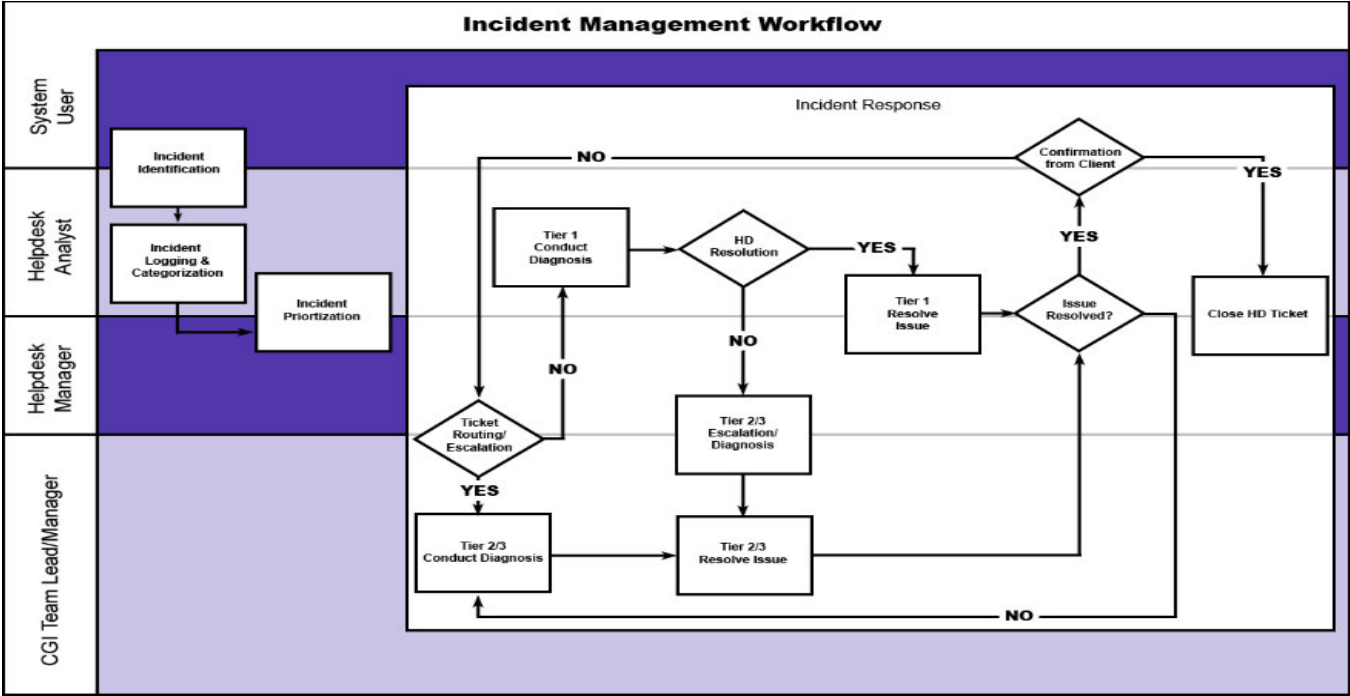 Incident Management Workflow
System
User
Incident Response
Incident
Identification
NO
Confirmation
from Client
YES
Helpdesk
Analyst
Incident
Logging &
Categorization
Incident
Priortization
Tier 1
Conduct
Diagnosis
HD
Resolution
YES
Tier 1
Resolve
Issue
YES
Issue
Resolved?
Close HD Ticket
Helpdesk
Manager
NO
NO
Ticket
Routing/
Escalation
Tier 2/3
Escalation/
Diagnosis
CGI Team Lead/Manager
YES
Tier 2/3
Conduct Diagnosis
Tier 2/3
Resolve Issue
NO